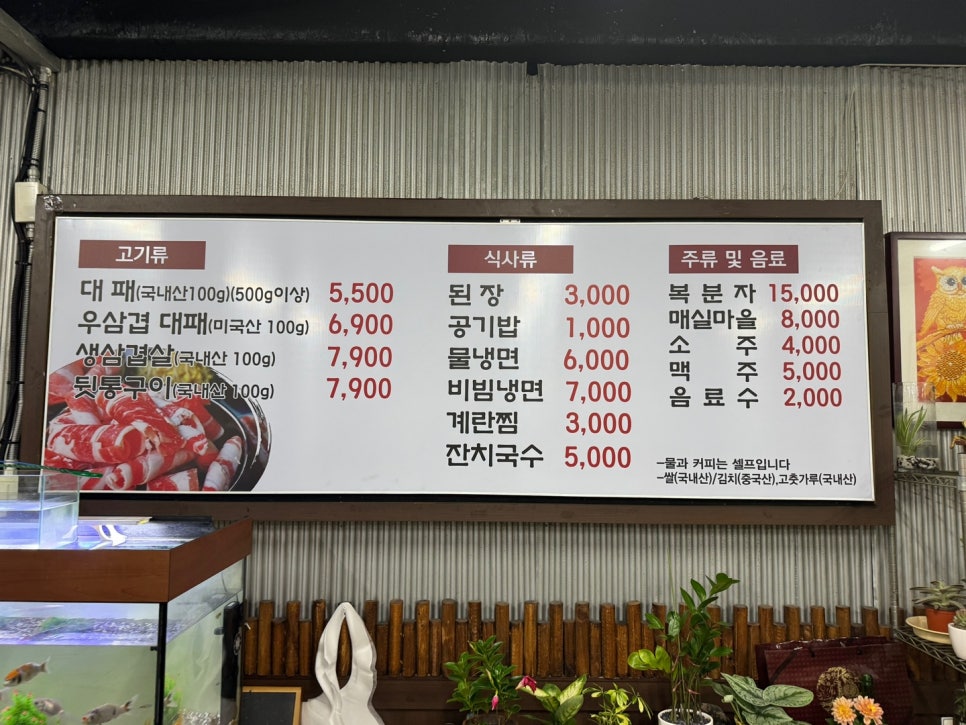 고기류
대 패(국내산100g)(500g이상) 5,500
우삼겹 대패(미국산 100g) 6,900
생삼겹살(국내산 100g) 7,900
뒷통구이(국내산 100g) 7,900
식사류
된 장 3,000
공기밥 1,000
물냉면 6,000
비빔냉면 7,000
계란찜 3,000
잔치국수 5,000
주류 및 음료
복 분 자 15,000
매실마을 8,000
소 주 4,000
맥 주 5,000
음 료 수 2,000
-물과 커피는 셀프입니다
-쌀(국내산)/김치(중국산),고춧가루(국내산)